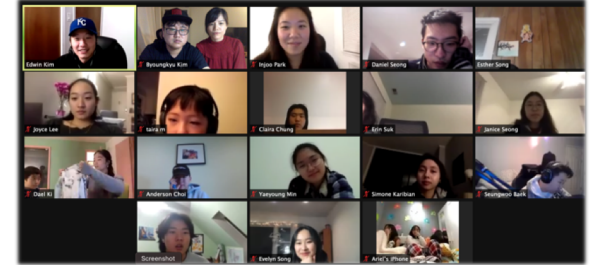 KC
Edwin Kim
Byoungkyu Kim
Injoo Park
Daniel Seong
Esther Song
Joyce Lee
taira m
Claira Chung
Erin Suk
Janice Seong
Dael Ki
Anderson Choi
Yaeyoung Min
Simone Karibian
Seungwoo Baek
Screenshot
Evelyn Song
Ariel's iPhone